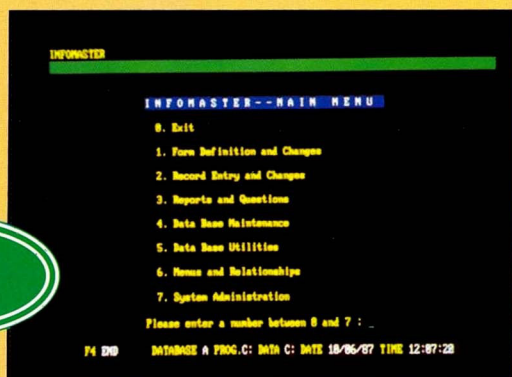 INFOMASTER
INFOMASTER--MAIN MENU
0. Exit
1. Form Definition and Changes
2. Record Entry and Changes
3. Reports and Questions
4. Data Base Maintenance
5. Data Base Utilities
6. Menus and Relationships
7. System Administration
Please enter a number between 0 and 7 : _
F4 END DATABASE A PROG.C: DATA C: DATE 10/06/87 TIME 12:07:20